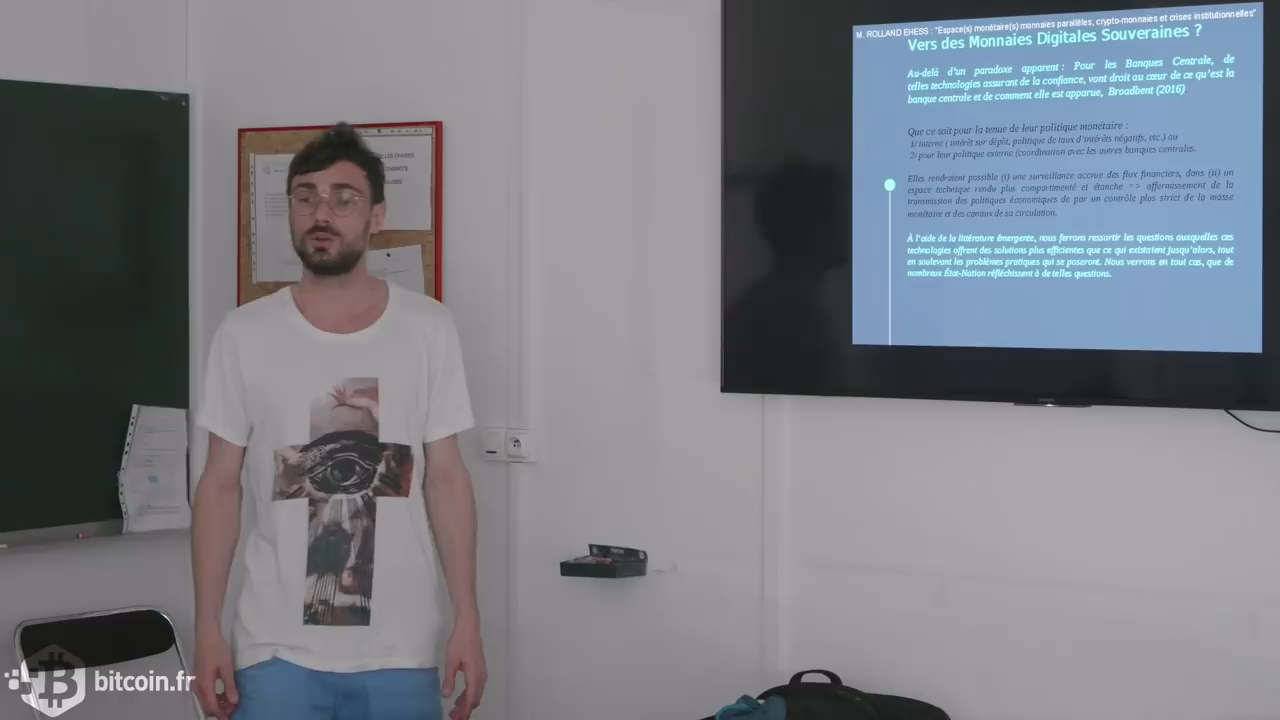 M. ROLLAND EHESS : "Espace(s) monétaire(s) monnaies parallèles, crypto-monnaies et crises institutionnelles"
Vers des Monnaies Digitales Souveraines ?
Au-delà d'un paradoxe apparent : Pour les Banques Centrale, de
telles technologies assurant de la confiance, vont droit au cœur de ce qu'est la
banque centrale et de comment elle est apparue, Broadbent (2016)
Que ce soit pour la tenue de leur politique monétaire :
1/ interne ( intérêt sur dépôt, politique de taux d'intérêts négatifs, etc.) ou
2/ pour leur politique externe (coordination avec les autres banques centrales.
Elles rendraient possible (i) une surveillance accrue des flux financiers, dans (ii) un
espace technique rendu plus compartimenté et étanche => affermissement de la
transmission des politiques économiques de par un contrôle plus strict de la masse
monétaire et des canaux de sa circulation.
À l'aide de la littérature émergente, nous ferrons ressortir les questions auxquelles ces
technologies offrent des solutions plus efficientes que ce qui existaient jusqu'alors, tout
en soulevant les problèmes pratiques qui se poseront. Nous verrons en tout cas, que de
nombreux État-Nation réfléchissent à de telles questions.
LES CHAISES
bitcoin.fr